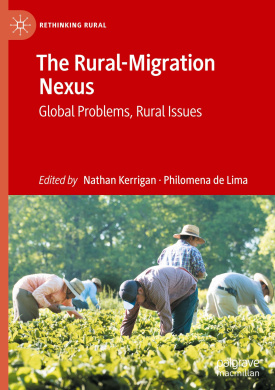 RETHINKING RURAL
The Rural-Migration
Nexus
Global Problems, Rural Issues
Edited by Nathan Kerrigan · Philomena de Lima
palgrave
macmillan